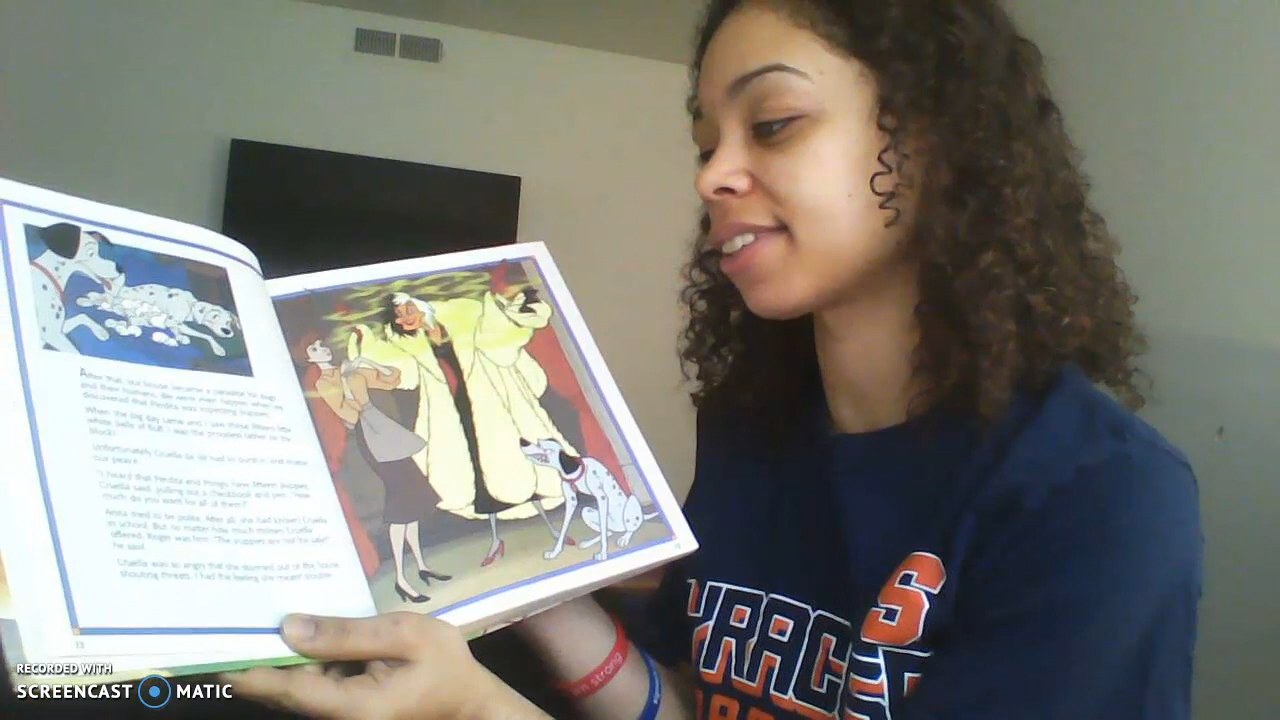 After that, our house became a paradise for dogs
and their humans. We were even happier when we
discovered that Perdita was expecting puppies.
When the big day came and I saw those fifteen little
white balls of fluff, I was the proudest father on the
block!
Unfortunately, Cruella de Vil had to burst in and
our peace.
"I heard that Perdita and Pongo have fifteen puppies,"
Cruella said, pulling out a checkbook and pen. "How
much do you want for all of them?"
Anita tried to be polite. After all, she had known Cruella
in school. But no matter how much money Cruella
offered, Roger was firm. "The puppies are not for sale!"
he said.
Cruella was so angry that she stormed out of the house
shouting threats. I had the feeling she meant trouble.
13
strong
YRACUSE
S
RECORDED WITH
SCREENCAST MATIC